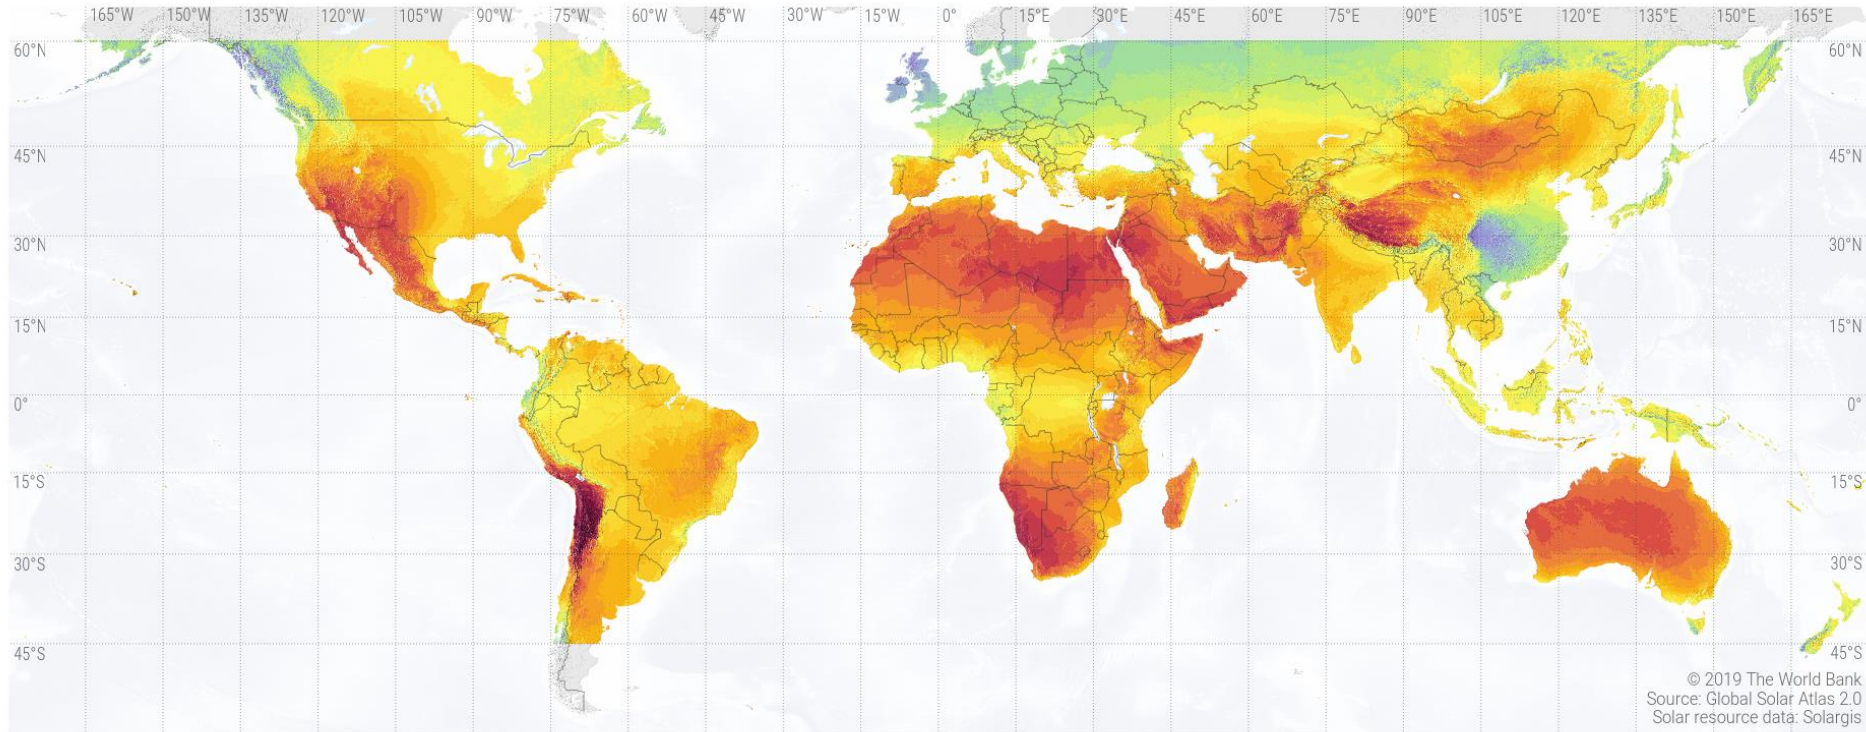 165°W 150°W 135°W 120°W 105°W 90°W 75°W 60°W 45°W 30°W 15°W 0° 15°E 30°E 45°E 60°E 75°E 90°E 105°E 120°E 135°E 150°E 165°E
60°N 60°N
45°N 45°N
30°N 30°N
15°N 15°N
0° 0°
15°S 15°S
30°S 30°S
45°S 45°S
© 2019 The World Bank
Source: Global Solar Atlas 2.0
Solar resource data: Solargis